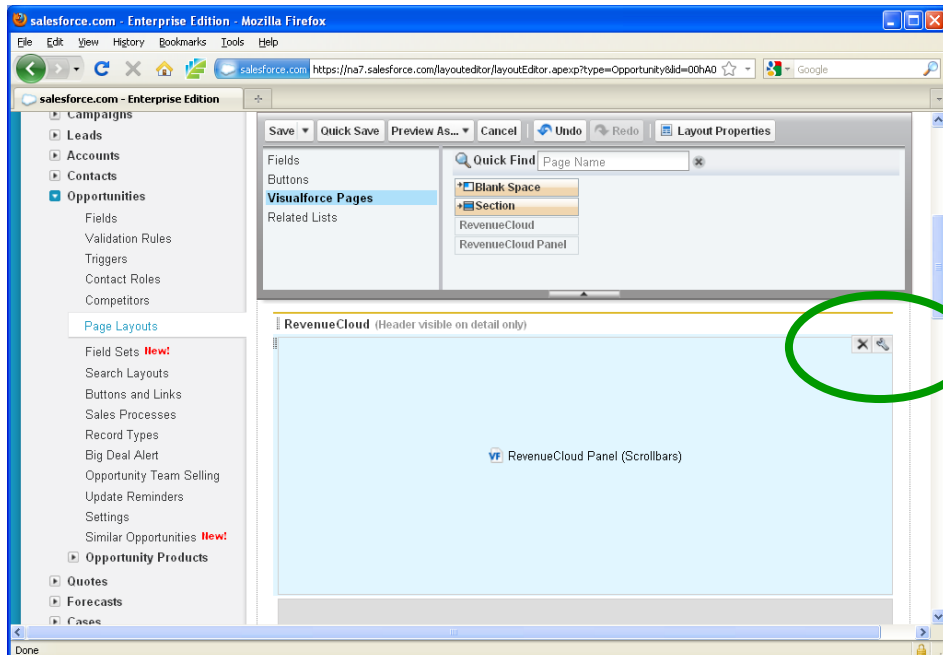 salesforce.com - Enterprise Edition - Mozilla Firefox
File Edit View History Bookmarks Tools Help
salesforce.com https://na7.salesforce.com/layouteditor/layoutEditor.apexp?type=Opportunity&lid=00hA0 Google
salesforce.com - Enterprise Edition
Campaigns
Leads
Accounts
Contacts
Opportunities
Fields
Validation Rules
Triggers
Contact Roles
Competitors
Page Layouts
Field Sets New!
Search Layouts
Buttons and Links
Sales Processes
Record Types
Big Deal Alert
Opportunity Team Selling
Update Reminders
Settings
Similar Opportunities New!
Opportunity Products
Quotes
Forecasts
Cases
Save Quick Save Preview As... Cancel Undo Redo Layout Properties
Fields
Buttons
Visualforce Pages
Related Lists
Quick Find Page Name
Blank Space
Section
RevenueCloud
RevenueCloud Panel
RevenueCloud (Header visible on detail only)
VF RevenueCloud Panel (Scrollbars)
Done